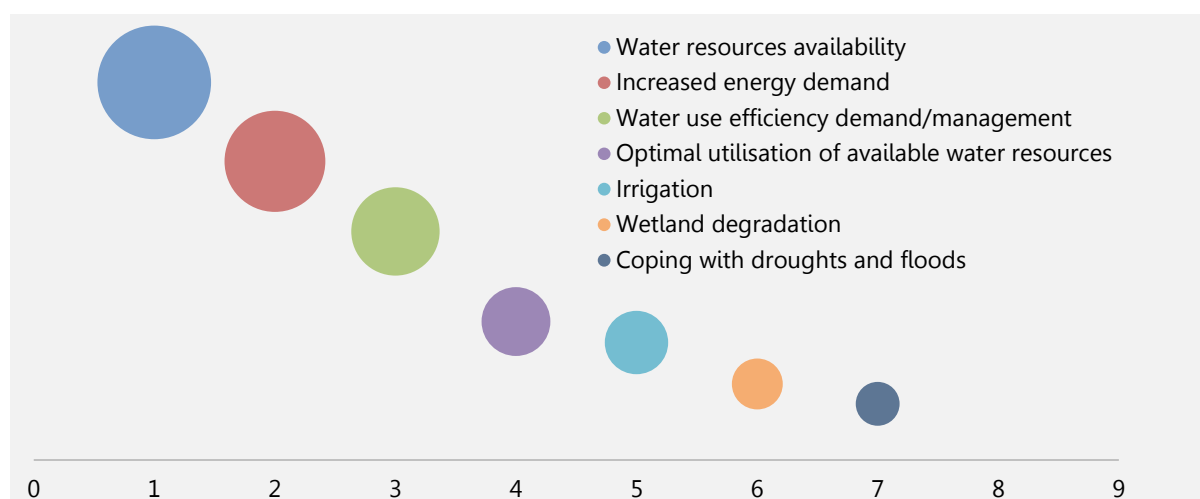 Water resources availability
Increased energy demand
Water use efficiency demand/management
Optimal utilisation of available water resources
Irrigation
Wetland degradation
Coping with droughts and floods
0 1 2 3 4 5 6 7 8 9